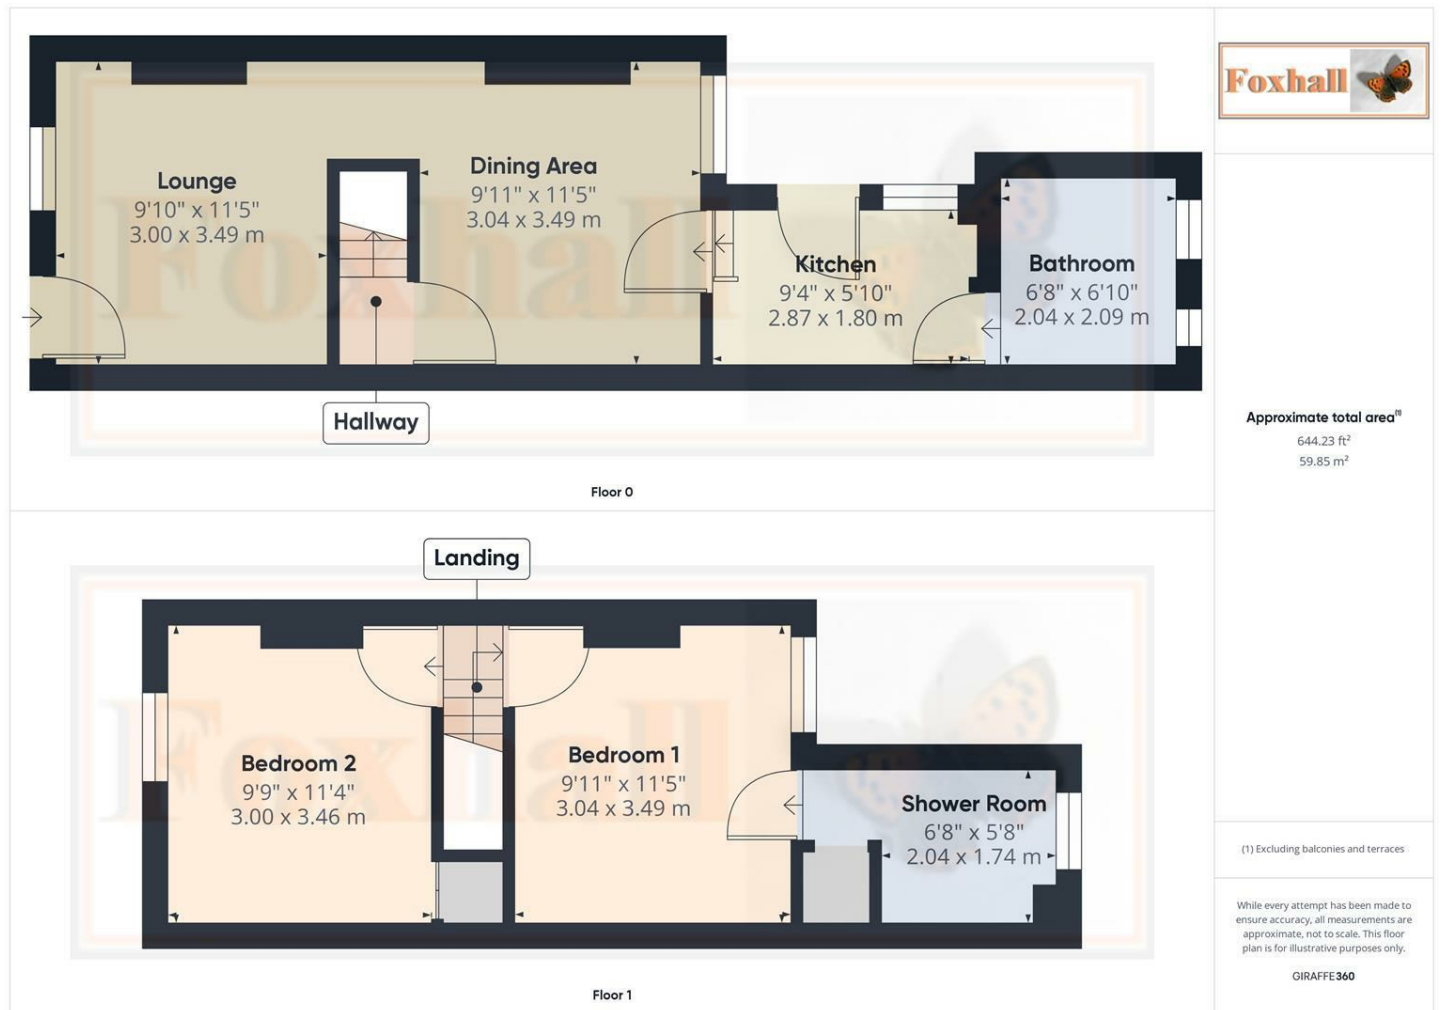 Lounge
9'10" x 11'5"
3.00 x 3.49 m
Dining Area
9'11" x 11'5"
3.04 x 3.49 m
Kitchen
9'4" x 5'10"
2.87 x 1.80 m
Bathroom
6'8" x 6'10"
2.04 x 2.09 m
Hallway
Foxhall
Floor 0
Landing
Bedroom 2
9'9" x 11'4"
3.00 x 3.46 m
Bedroom 1
9'11" x 11'5"
3.04 x 3.49 m
Shower Room
6'8" x 5'8"
2.04 x 1.74 m
Foxhall
Floor 1
Foxhall
Approximate total area(1)
644.23 ft²
59.85 m²
(1) Excluding balconies and terraces
While every attempt has been made to
ensure accuracy, all measurements are
approximate, not to scale. This floor
plan is for illustrative purposes only.
GIRAFFE360